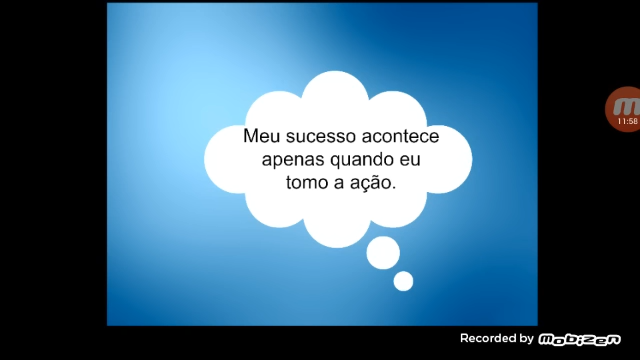 Meu sucesso acontece
apenas quando eu
tomo a ação.
11:58
Recorded by Mobizen